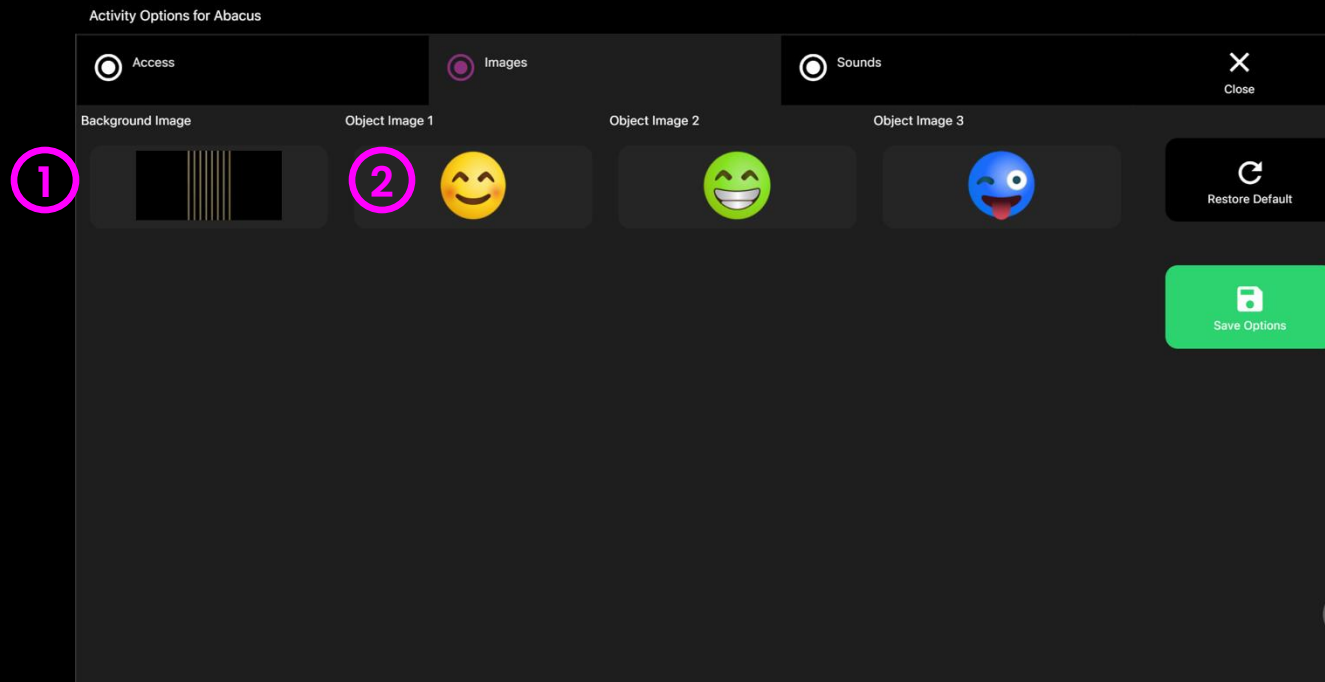 Activity Options for Abacus
Access
Images
Sounds
Close
Background Image
Object Image 1
Object Image 2
Object Image 3
1
2
Restore Default
Save Options